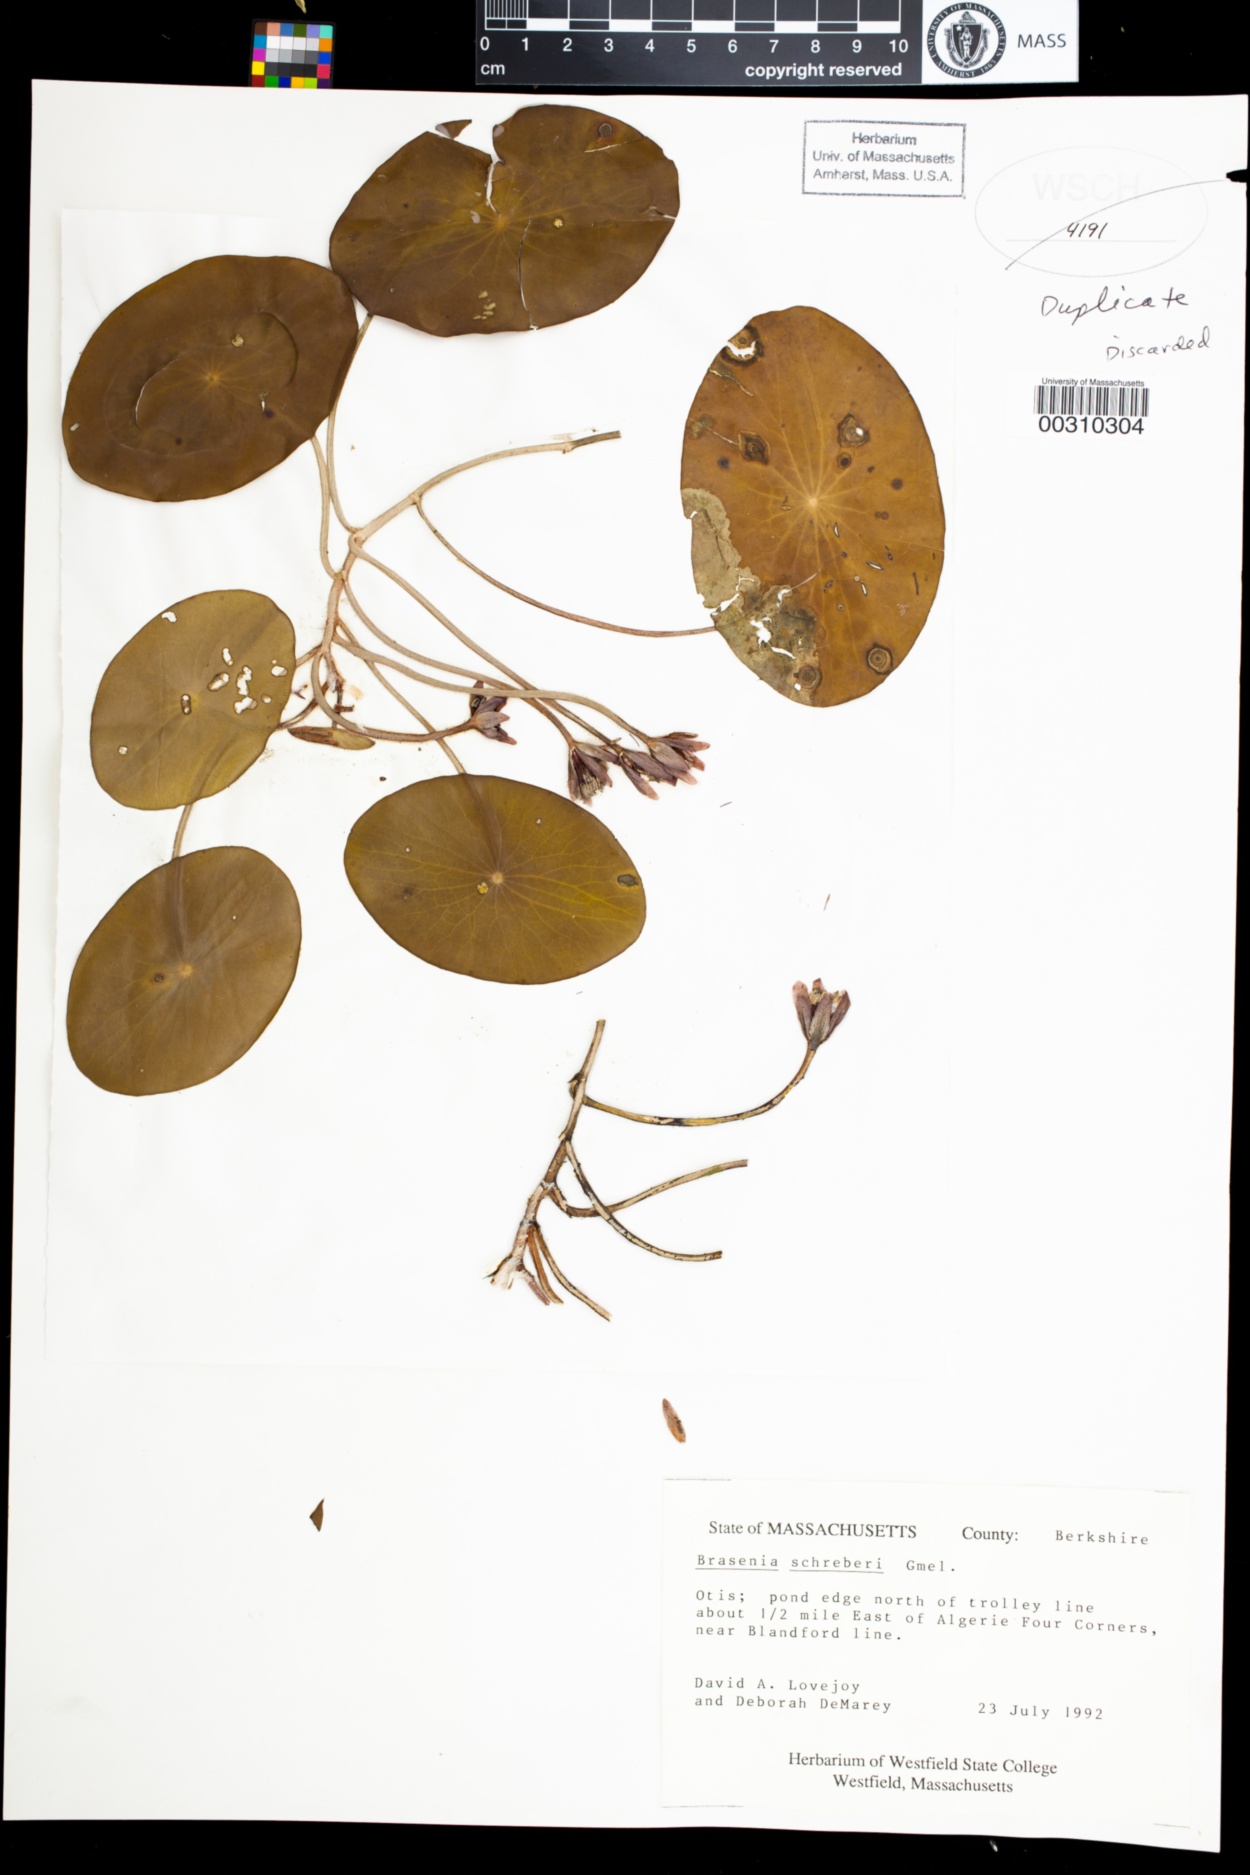 0 1 2 3 4 5 6 7 8 9 10
cm
copyright reserved
UNIVERSITY OF MASSACHUSETTS
AMHERST 1863
MASS
Herbarium
Univ. of Massachusetts
Amherst, Mass. U.S.A.
WSCH
4191
Duplicate
Discarded
University of Massachusetts
00310304
State of MASSACHUSETTS County: Berkshire
Brasenia schreberi Gmel.
Otis; pond edge north of trolley line
about 1/2 mile East of Algerie Four Corners,
near Blandford line.
David A. Lovejoy
and Deborah DeMarey 23 July 1992
Herbarium of Westfield State College
Westfield, Massachusetts